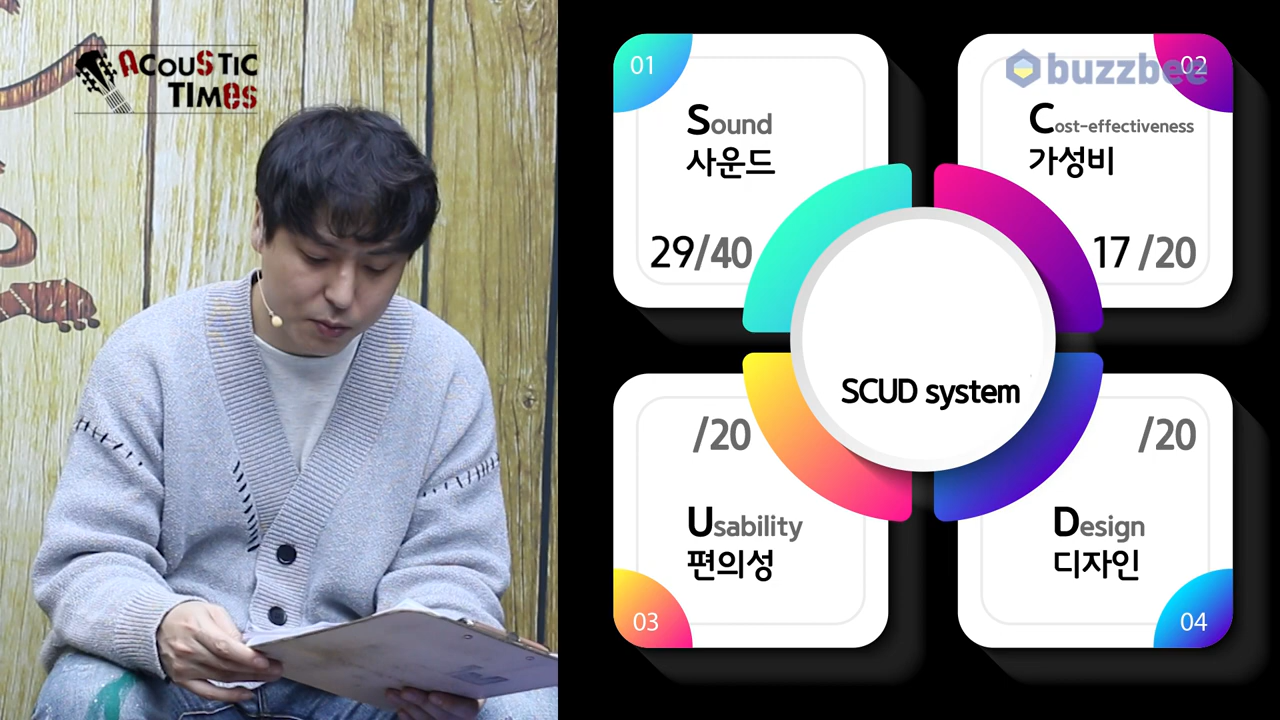 ACOUSTIC
TIMES
01
Sound
사운드
29/40
buzzbee
02
Cost-effectiveness
가성비
17 /20
SCUD system
/20
Usability
편의성
03
/20
Design
디자인
04